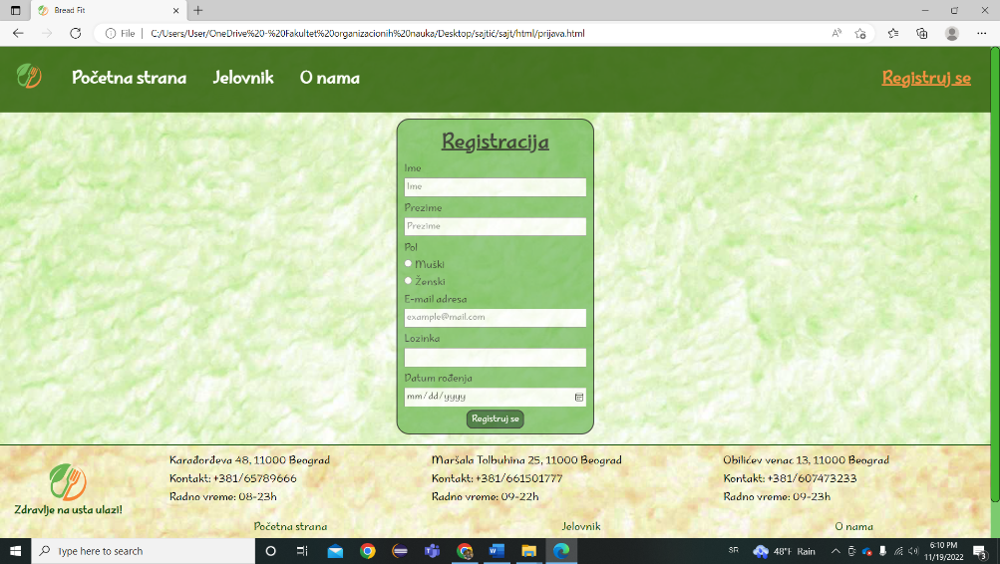 Bread Fit
File
C:/Users/User/OneDrive%20-%20Fakultet%20organizacionih%20nauka/Desktop/sajtić/sajt/html/prijava.html
Početna strana Jelovnik O nama Registruj se
Registracija
Ime
Ime
Prezime
Prezime
Pol
Muški
Ženski
E-mail adresa
example@mail.com
Lozinka
Datum rođenja
mm/dd/yyyy
Registruj se
Karađorđeva 48, 11000 Beograd
Kontakt: +381/65789666
Radno vreme: 08-23h
Maršala Tolbuhina 25, 11000 Beograd
Kontakt: +381/661501777
Radno vreme: 09-22h
Obilićev venac 13, 11000 Beograd
Kontakt: +381/607473233
Radno vreme: 09-23h
Zdravlje na usta ulazi!
Početna strana Jelovnik O nama
Type here to search
SR
48°F Rain
6:10 PM
11/19/2022
3